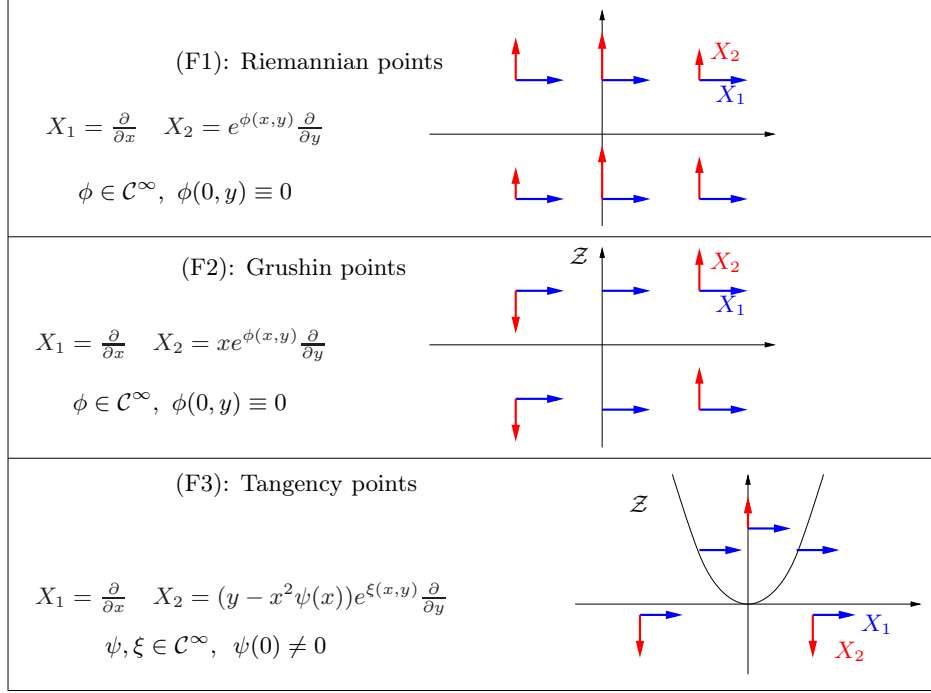 (F1): Riemannian points
X₂
X₁
X₁ = ∂/∂x   X₂ = e^{ϕ(x,y)} ∂/∂y
ϕ ∈ 𝒞^∞, ϕ(0, y) ≡ 0
(F2): Grushin points
𝒵
X₂
X₁
X₁ = ∂/∂x   X₂ = xe^{ϕ(x,y)} ∂/∂y
ϕ ∈ 𝒞^∞, ϕ(0, y) ≡ 0
(F3): Tangency points
𝒵
X₁ = ∂/∂x   X₂ = (y − x²ψ(x))e^{ξ(x,y)} ∂/∂y
X₁
ψ, ξ ∈ 𝒞^∞, ψ(0) ≠ 0
X₂